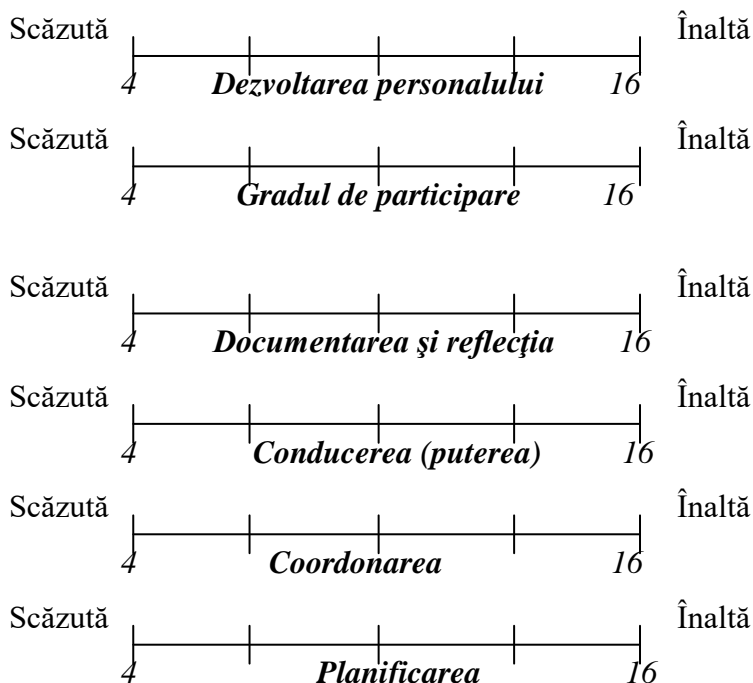 Scăzută Înaltă
4 Dezvoltarea personalului 16
Scăzută Înaltă
4 Gradul de participare 16
Scăzută Înaltă
4 Documentarea şi reflecţia 16
Scăzută Înaltă
4 Conducerea (puterea) 16
Scăzută Înaltă
4 Coordonarea 16
Scăzută Înaltă
4 Planificarea 16